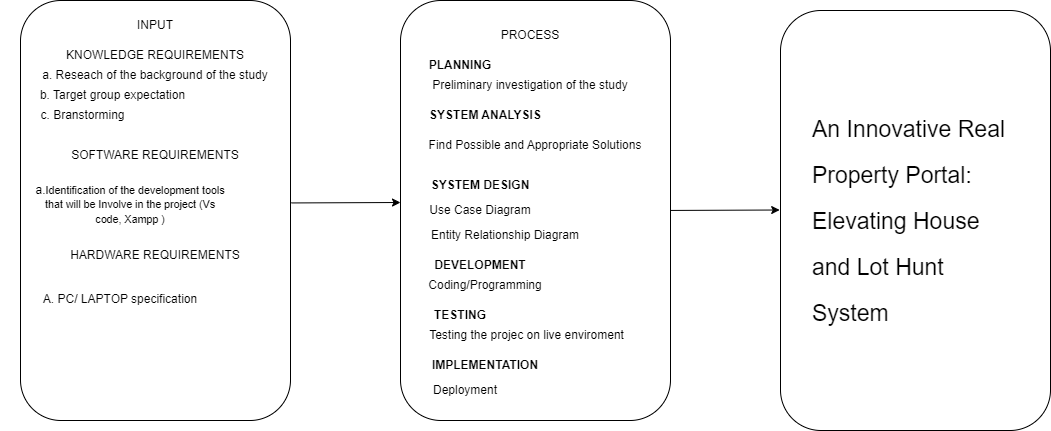 INPUT
KNOWLEDGE REQUIREMENTS
a. Reseach of the background of the study
b. Target group expectation
c. Branstorming
SOFTWARE REQUIREMENTS
a.Identification of the development tools
that will be Involve in the project (Vs
code, Xampp )
HARDWARE REQUIREMENTS
A. PC/ LAPTOP specification
PROCESS
PLANNING
Preliminary investigation of the study
SYSTEM ANALYSIS
Find Possible and Appropriate Solutions
SYSTEM DESIGN
Use Case Diagram
Entity Relationship Diagram
DEVELOPMENT
Coding/Programming
TESTING
Testing the projec on live enviroment
IMPLEMENTATION
Deployment
An Innovative Real
Property Portal:
Elevating House
and Lot Hunt
System